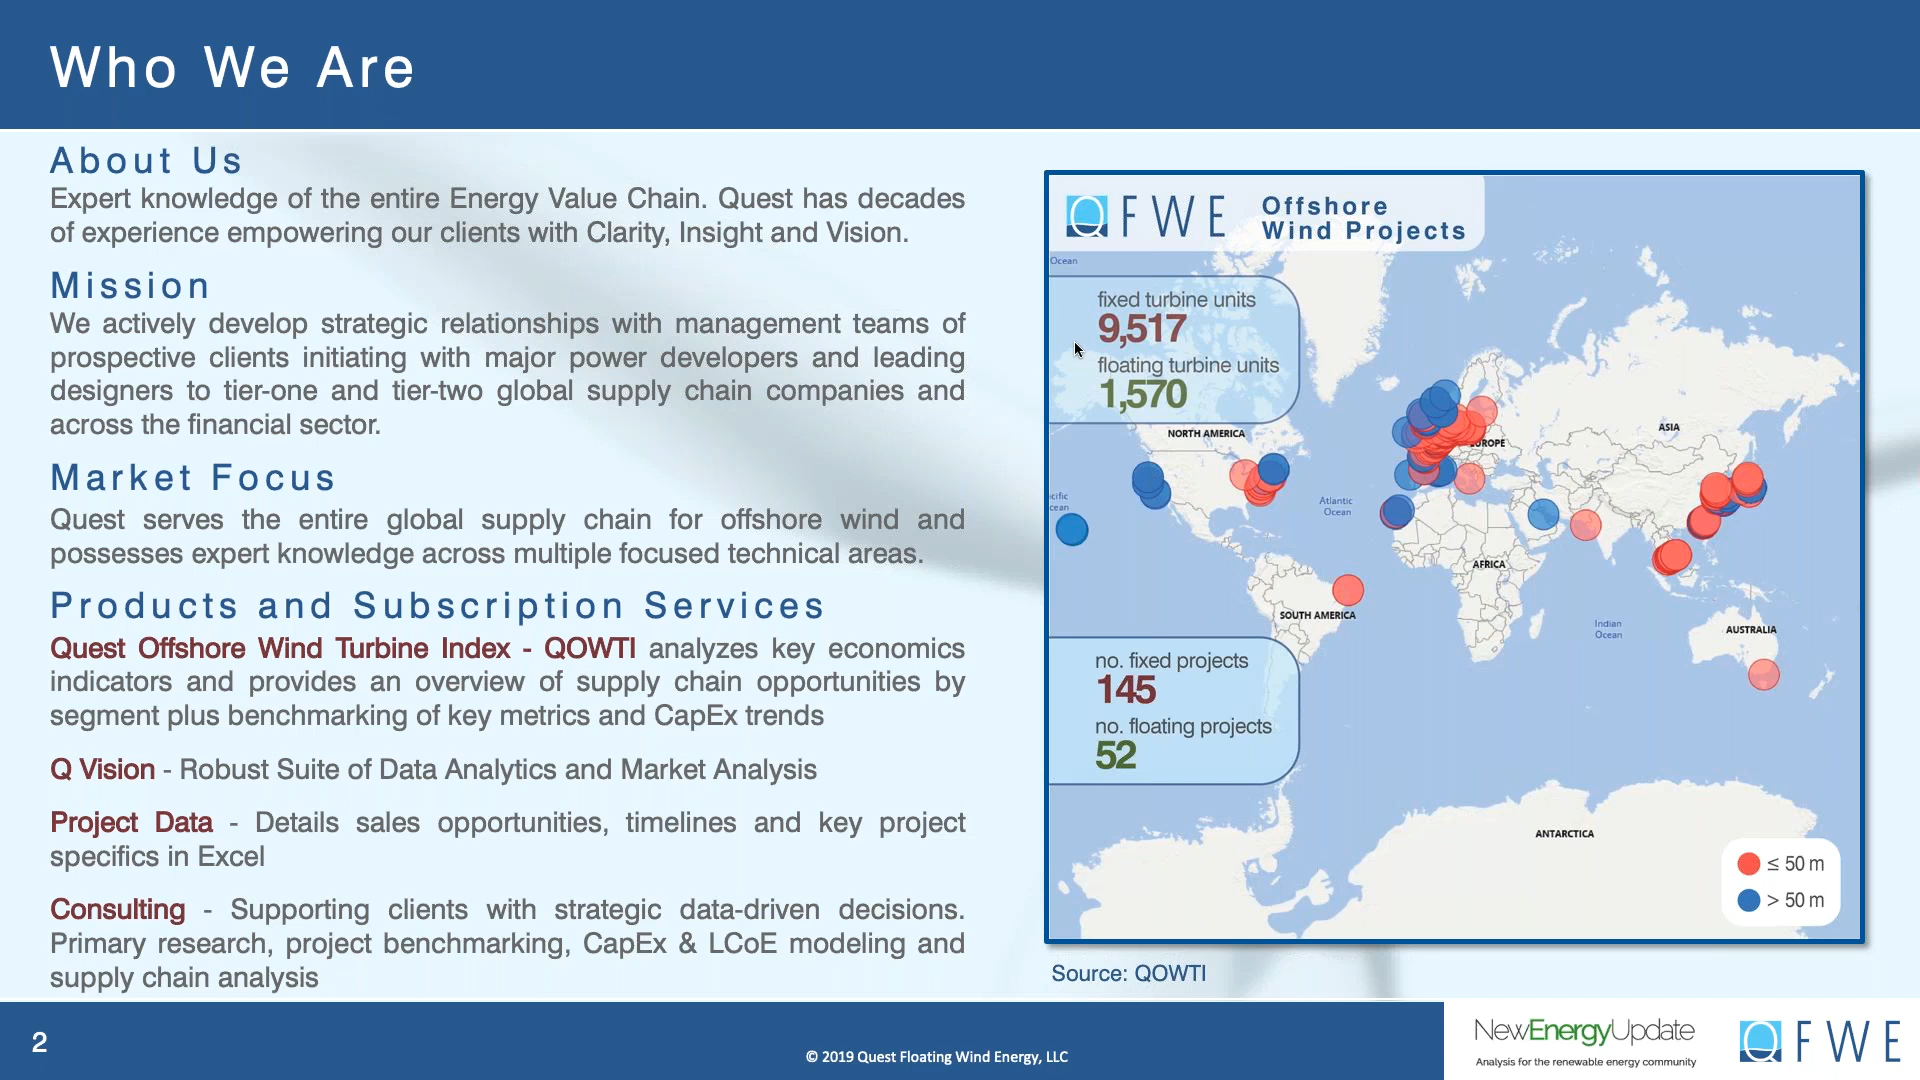 Who We Are
About Us
Expert knowledge of the entire Energy Value Chain. Quest has decades
of experience empowering our clients with Clarity, Insight and Vision.
Mission
We actively develop strategic relationships with management teams of
prospective clients initiating with major power developers and leading
designers to tier-one and tier-two global supply chain companies and
across the financial sector.
Market Focus
Quest serves the entire global supply chain for offshore wind and
possesses expert knowledge across multiple focused technical areas.
Products and Subscription Services
Quest Offshore Wind Turbine Index - QOWTI analyzes key economics
indicators and provides an overview of supply chain opportunities by
segment plus benchmarking of key metrics and CapEx trends
Q Vision - Robust Suite of Data Analytics and Market Analysis
Project Data - Details sales opportunities, timelines and key project
specifics in Excel
Consulting - Supporting clients with strategic data-driven decisions.
Primary research, project benchmarking, CapEx & LCoE modeling and
supply chain analysis
Q FWE
Offshore
Wind Projects
Ocean
fixed turbine units
9,517
floating turbine units
1,570
NORTH AMERICA
ASIA
Atlantic
Ocean
AFRICA
SOUTH AMERICA
Indian
Ocean
AUSTRALIA
no. fixed projects
145
no. floating projects
52
ANTARCTICA
≤ 50 m
> 50 m
Source: QOWTI
2
© 2019 Quest Floating Wind Energy, LLC
NewEnergyUpdate
Analysis for the renewable energy community
Q FWE